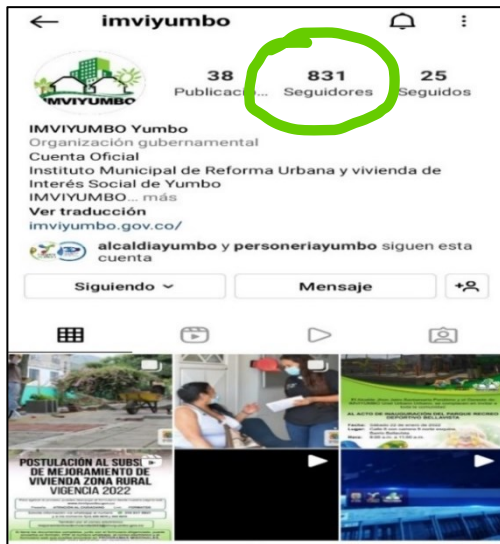 imviyumbo
IMVIYUMBO
38 831 25
Publicacio... Seguidores Seguidos
IMVIYUMBO Yumbo
Organización gubernamental
Cuenta Oficial
Instituto Municipal de Reforma Urbana y vivienda de
Interés Social de Yumbo
IMVIYUMBO... más
Ver traducción
imviyumbo.gov.co/
alcaldiayumbo y personeriayumbo siguen esta
cuenta
Siguiendo Mensaje
AL ACTO DE INAUGURACIÓN DEL PARQUE RECREO
DEPORTIVO BELLAVISTA
POSTULACIÓN AL SUBSI
DE MEJORAMIENTO DE
VIVIENDA ZONA RURAL
VIGENCIA 2022